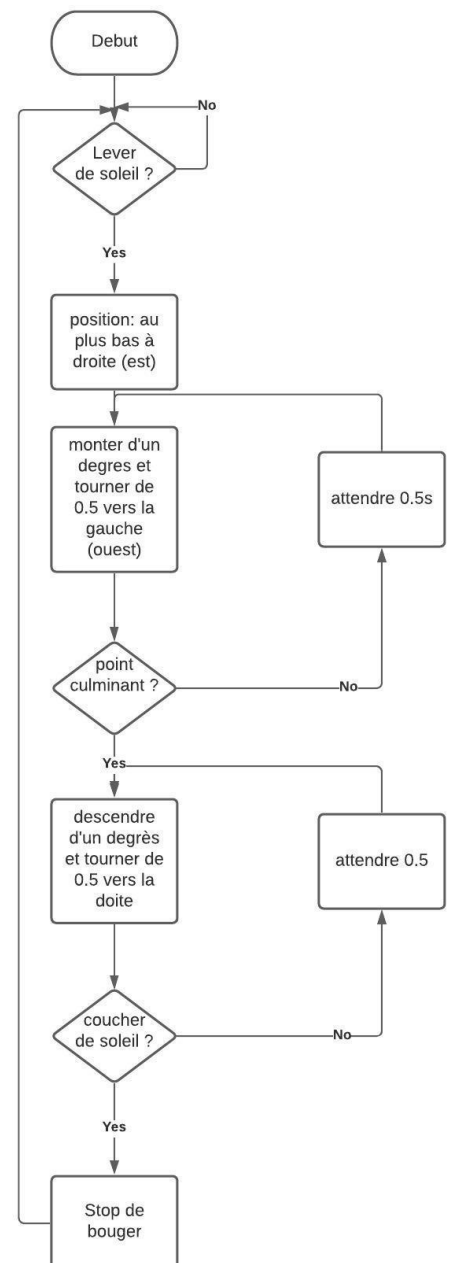 Debut
No
Lever
de soleil ?
Yes
position: au
plus bas à
droite (est)
monter d'un
degres et
tourner de
0.5 vers la
gauche
(ouest)
attendre 0.5s
point
culminant ?
No
Yes
descendre
d'un degrès
et tourner de
0.5 vers la
doite
attendre 0.5
coucher
de soleil ?
No
Yes
Stop de
bouger